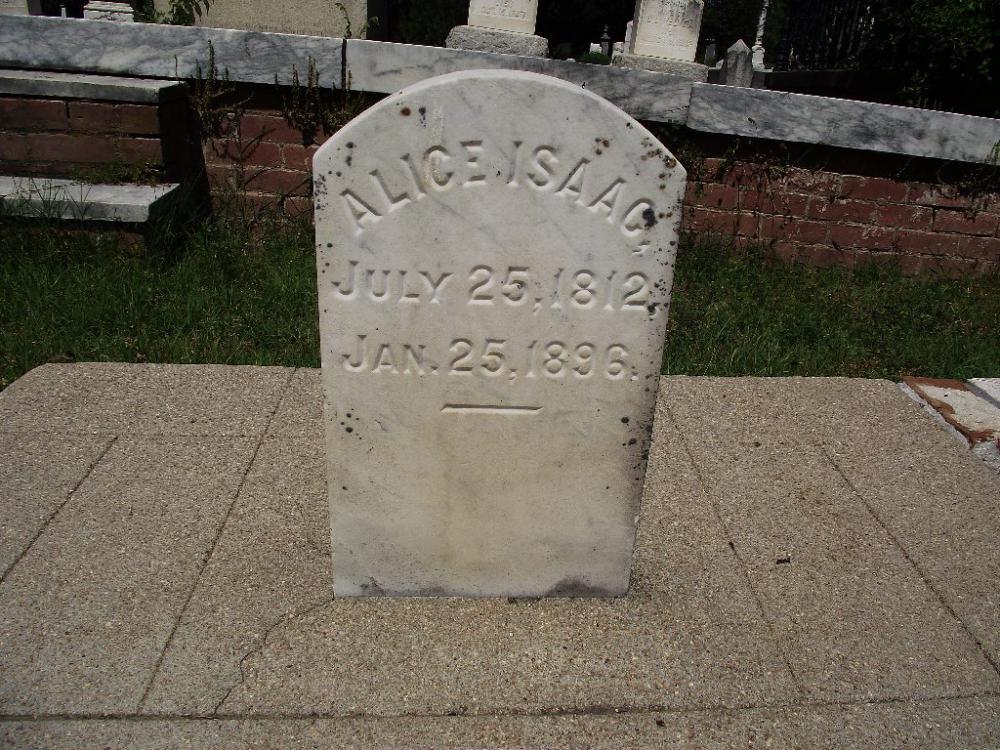 ALICE ISAAC,
JULY 25, 1812.
JAN. 25, 1896.